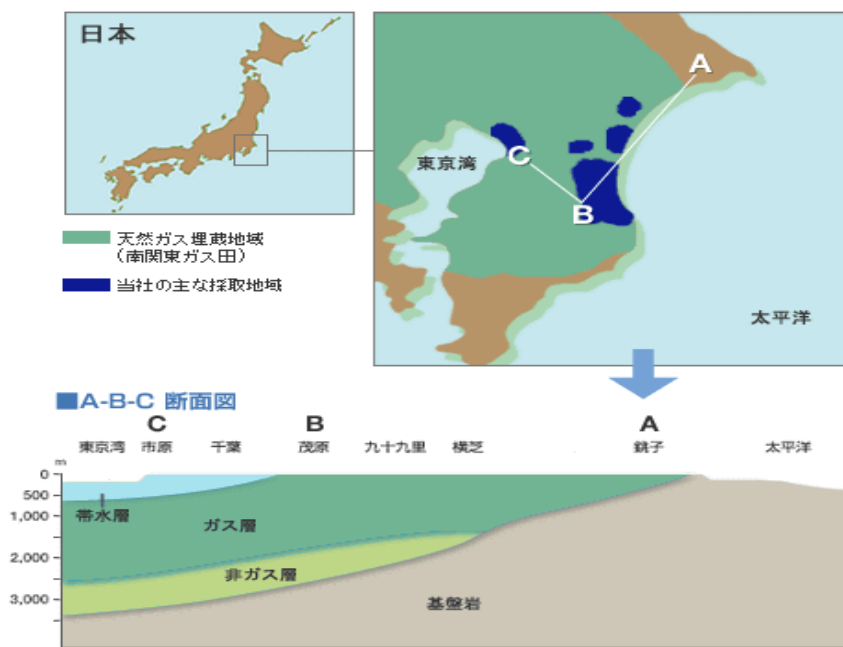 日本
A
C
東京湾
B
太平洋
天然ガス埋蔵地域
(南関東ガス田)
当社の主な採取地域
■A-B-C 断面図
C B A
東京湾 市原 千葉 茂原 九十九里 横芝 銚子 太平洋
m
0
500
1,000
2,000
3,000
帯水層
ガス層
非ガス層
基盤岩